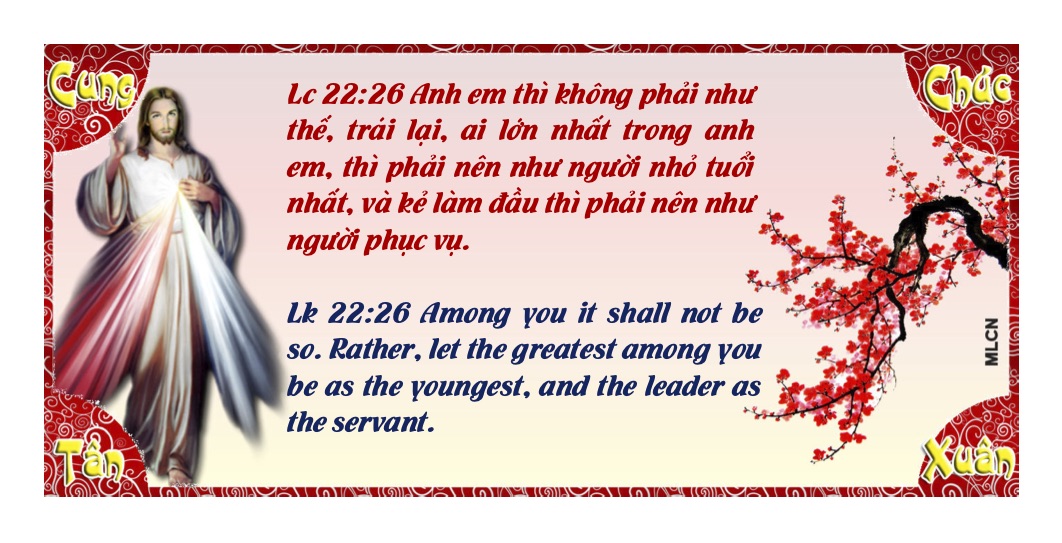 Cung
Chúc
Lc 22:26 Anh em thì không phải như
thế, trái lại, ai lớn nhất trong anh
em, thì phải nên như người nhỏ tuổi
nhất, và kẻ làm đầu thì phải nên như
người phục vụ.
Lk 22:26 Among you it shall not be
so. Rather, let the greatest among you
be as the youngest, and the leader as
the servant.
MLCN
Tân
Xuân